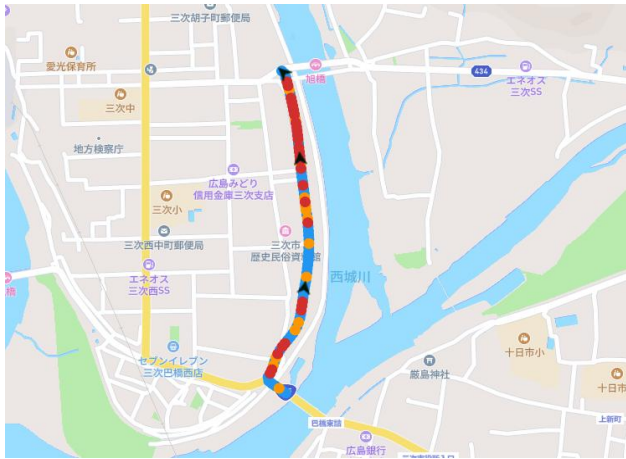 三次胡子町郵便局
愛光保育所
旭橋
434
エネオス
三次SS
三次中
地方検察庁
広島みどり
信用金庫三次支店
三次小
三次西中町郵便局
三次市
歴史民俗資料館
エネオス
三次西SS
西城川
橋
セブンイレブン
三次巴橋西店
厳島神社
十日市小
十日市
巴橋東詰
上新町
広島銀行